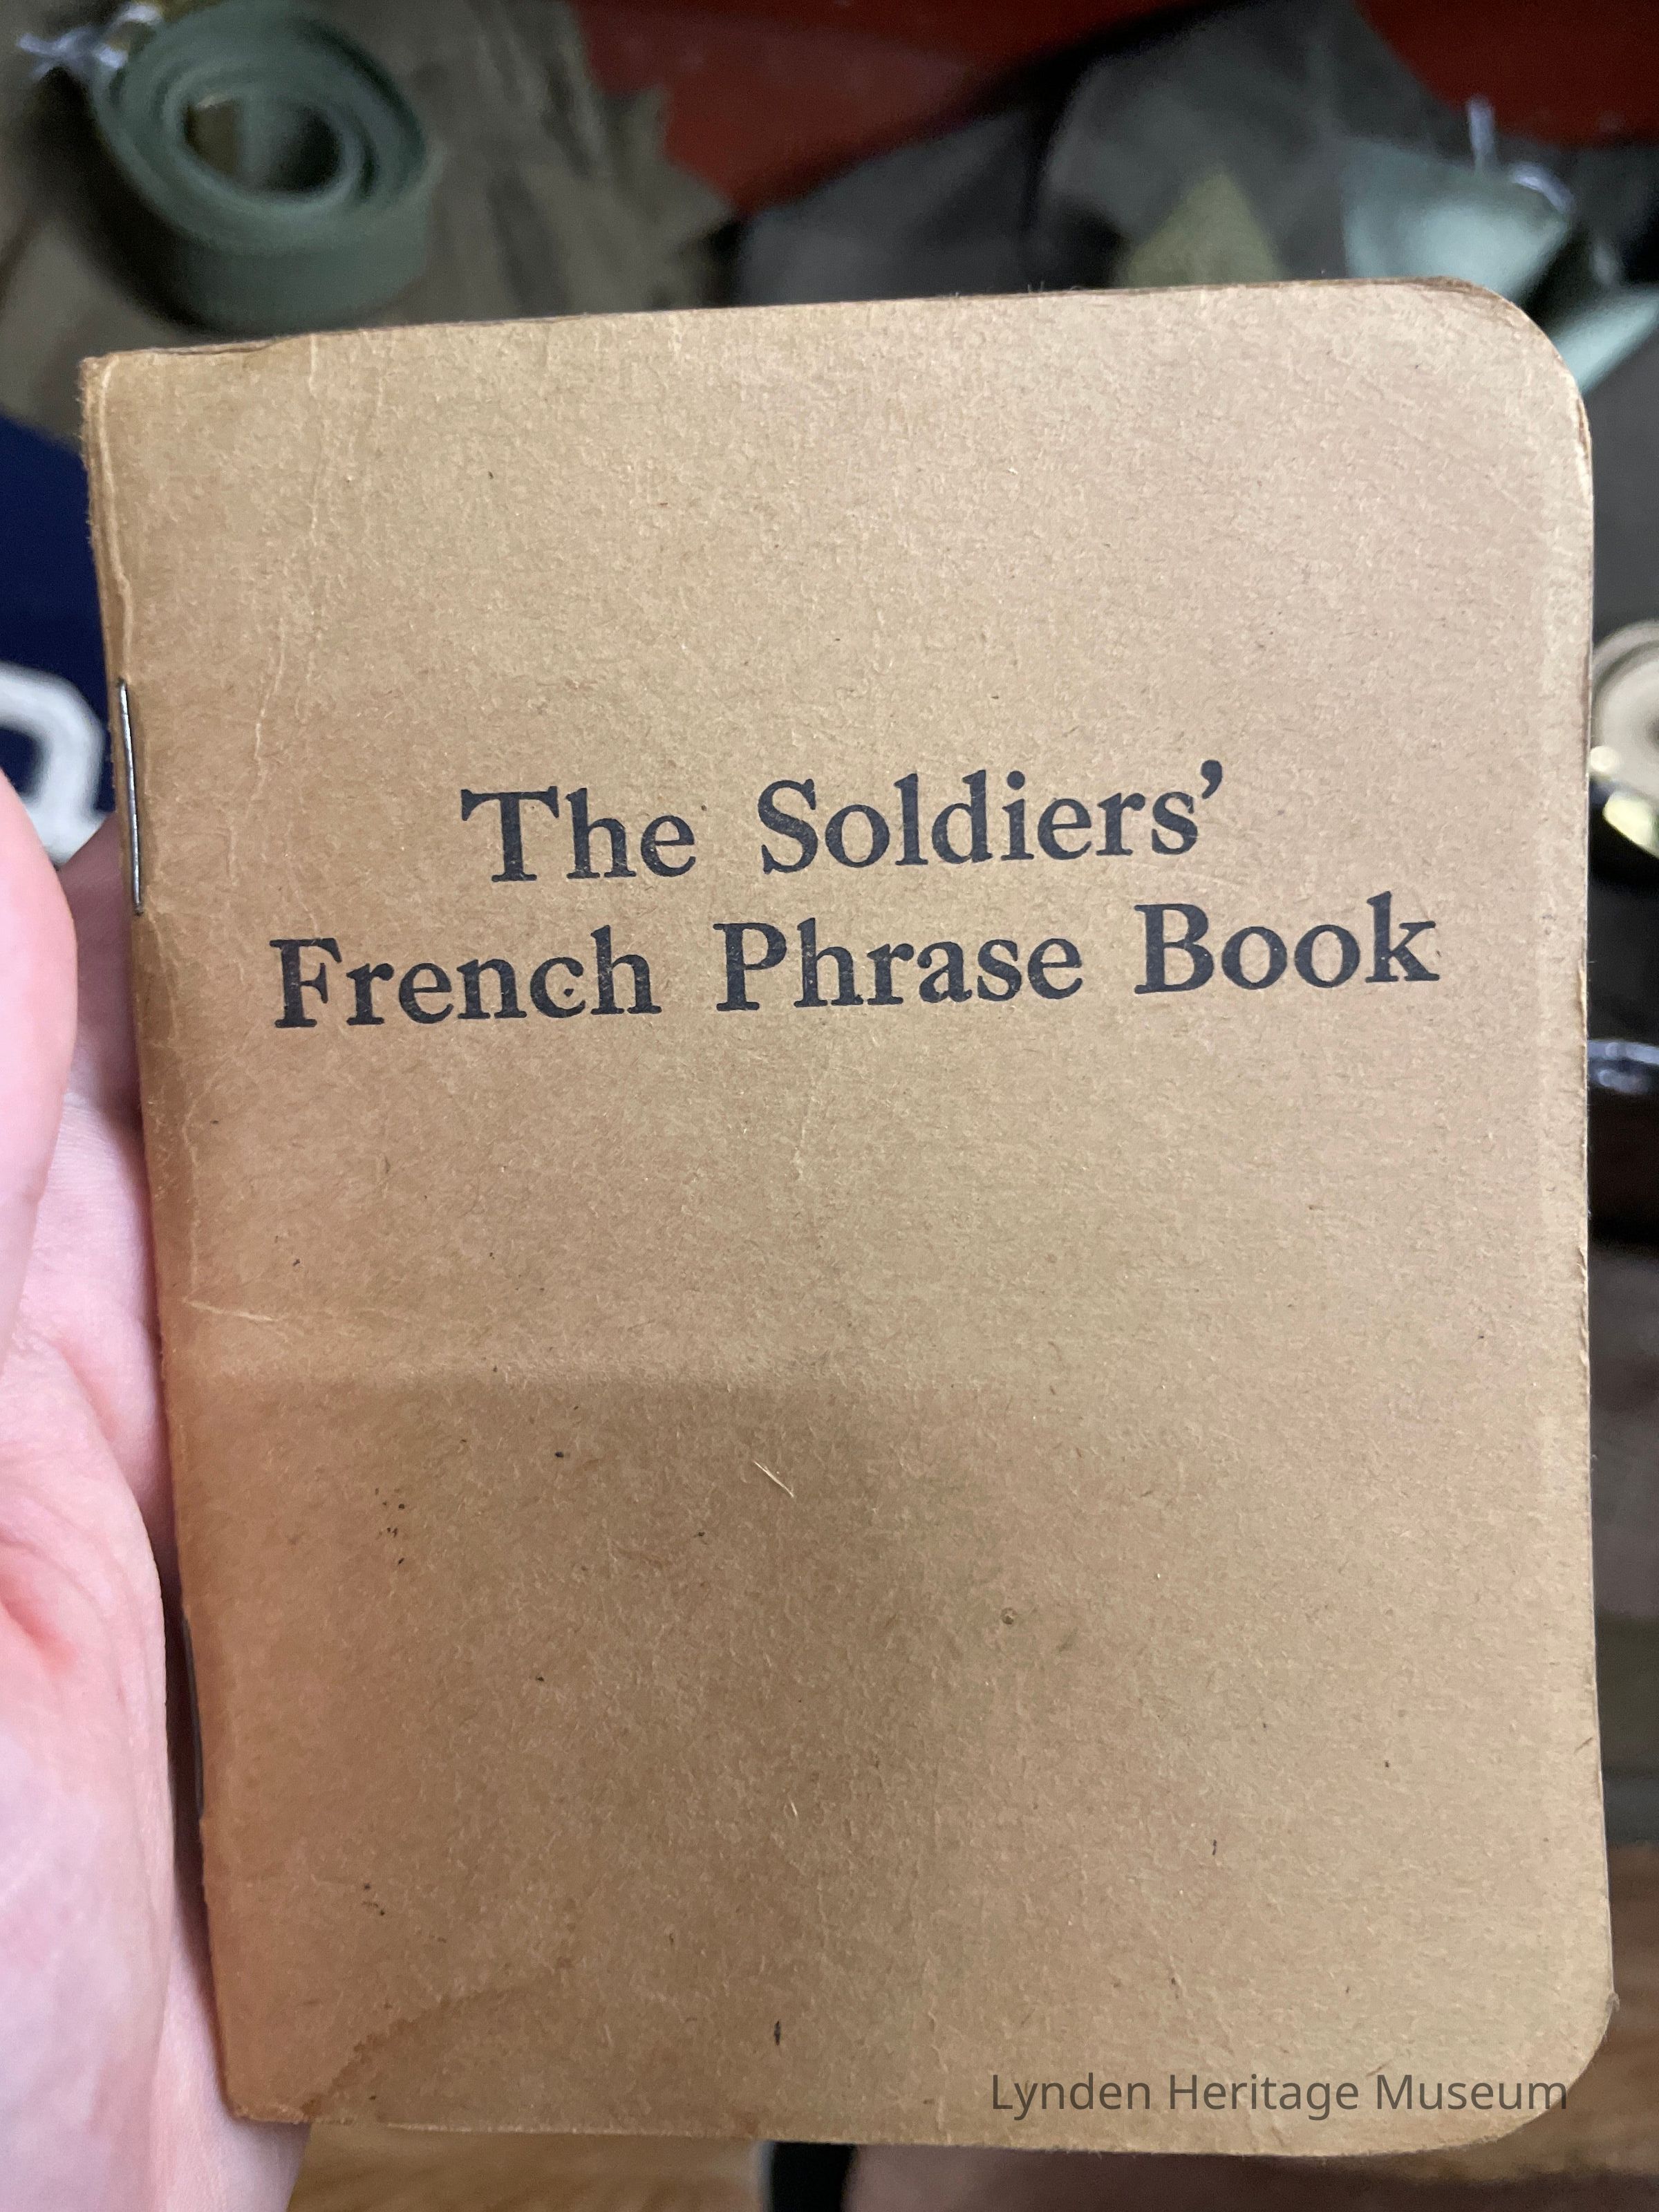 The Soldiers’
French Phrase Book
Lynden Heritage Museum